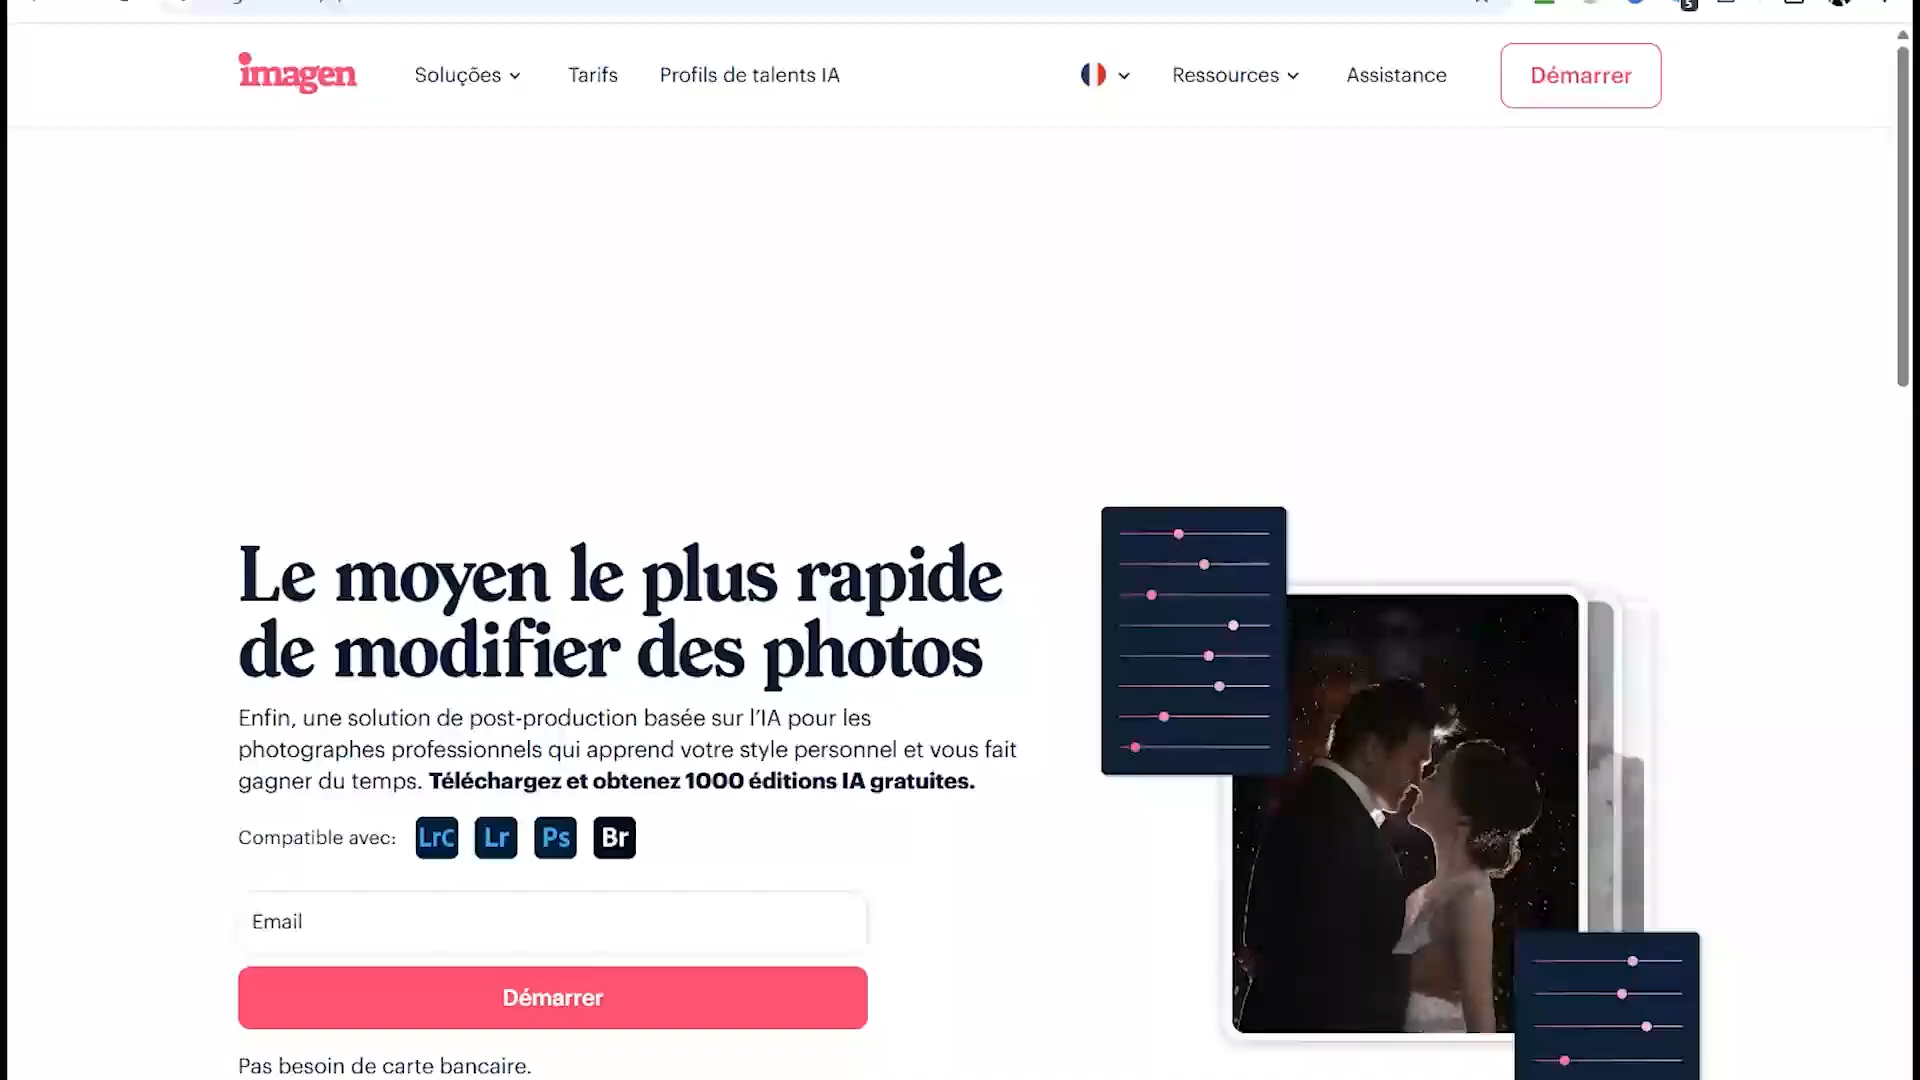 imagen
Soluções
Tarifs
Profils de talents IA
Ressources
Assistance
Démarrer
Le moyen le plus rapide
de modifier des photos
Enfin, une solution de post-production basée sur l'IA pour les
photographes professionnels qui apprend votre style personnel et vous fait
gagner du temps. Téléchargez et obtenez 1000 éditions IA gratuites.
Compatible avec: LrC Lr Ps Br
Email
Démarrer
Pas besoin de carte bancaire.